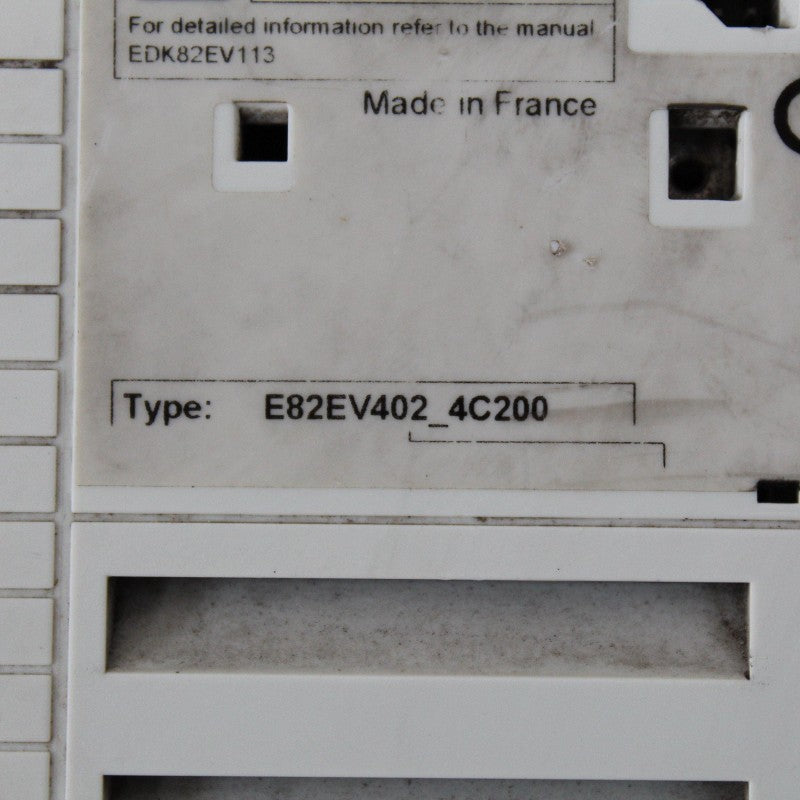 For detailed information refer to the manual
EDK82EV113
Made in France
Type: E82EV402_4C200